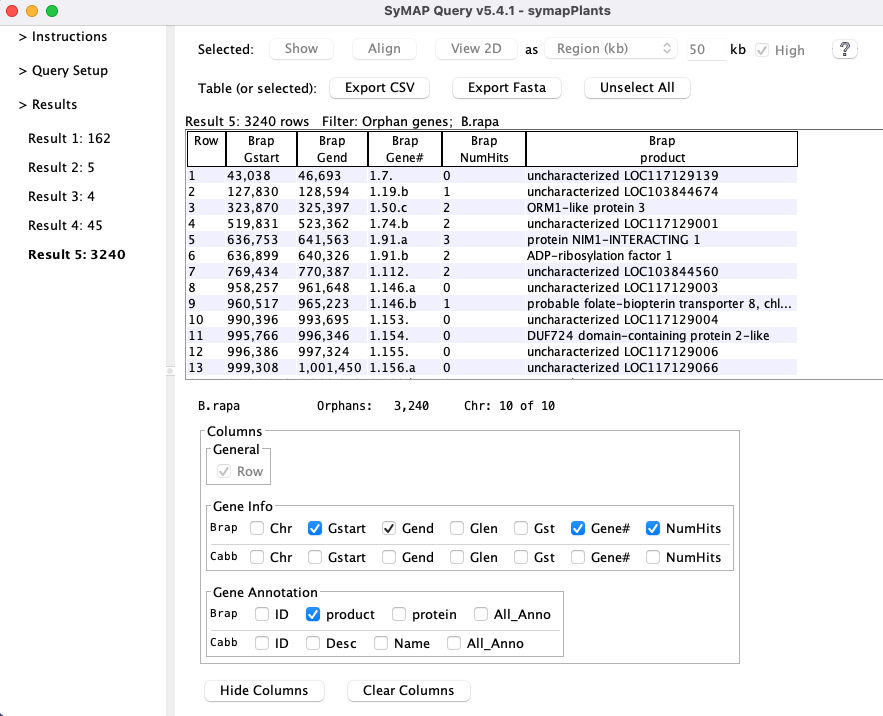 SyMAP Query v5.4.1 - symapPlants
> Instructions
> Query Setup
> Results
Result 1: 162
Result 2: 5
Result 3: 4
Result 4: 45
Result 5: 3240
Selected: Show Align View 2D as Region (kb) 50 kb High ?
Table (or selected): Export CSV Export Fasta Unselect All
Result 5: 3240 rows Filter: Orphan genes; B.rapa
Row Brap Brap Brap Brap Brap
Gstart Gend Gene# NumHits product
1 43,038 46,693 1.7. 0 uncharacterized LOC117129139
2 127,830 128,594 1.19.b 1 uncharacterized LOC103844674
3 323,870 325,397 1.50.c 2 ORM1-like protein 3
4 519,831 523,362 1.74.b 2 uncharacterized LOC117129001
5 636,753 641,563 1.91.a 3 protein NIM1-INTERACTING 1
6 636,899 640,326 1.91.b 2 ADP-ribosylation factor 1
7 769,434 770,387 1.112. 2 uncharacterized LOC103844560
8 958,257 961,648 1.146.a 0 uncharacterized LOC117129003
9 960,517 965,223 1.146.b 1 probable folate-biopterin transporter 8, chl...
10 990,396 993,695 1.153. 0 uncharacterized LOC117129004
11 995,766 996,346 1.154. 0 DUF724 domain-containing protein 2-like
12 996,386 997,324 1.155. 0 uncharacterized LOC117129006
13 999,308 1,001,450 1.156.a 0 uncharacterized LOC117129066
B.rapa Orphans: 3,240 Chr: 10 of 10
Columns
General
Row
Gene Info
Brap Chr Gstart Gend Glen Gst Gene# NumHits
Cabb Chr Gstart Gend Glen Gst Gene# NumHits
Gene Annotation
Brap ID product protein All_Anno
Cabb ID Desc Name All_Anno
Hide Columns Clear Columns